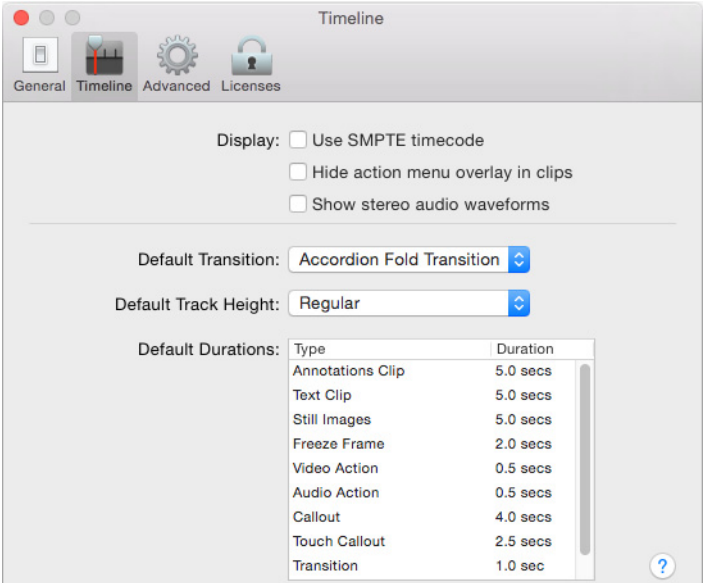 Timeline
General Timeline Advanced Licenses
Display: Use SMPTE timecode
Hide action menu overlay in clips
Show stereo audio waveforms
Default Transition: Accordion Fold Transition
Default Track Height: Regular
Default Durations: Type Duration
Annotations Clip 5.0 secs
Text Clip 5.0 secs
Still Images 5.0 secs
Freeze Frame 2.0 secs
Video Action 0.5 secs
Audio Action 0.5 secs
Callout 4.0 secs
Touch Callout 2.5 secs
Transition 1.0 sec
?